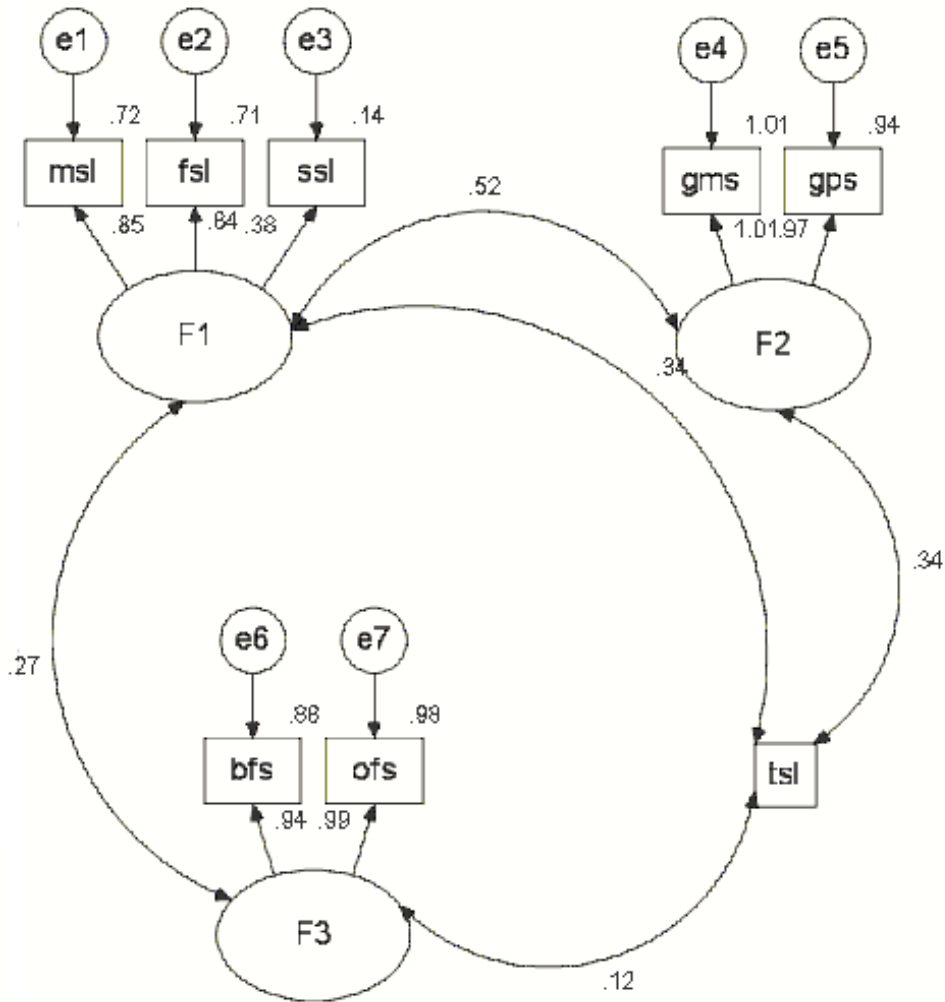 e1 e2 e3 e4 e5
.72 .71 .14 1.01 .94
msl fsl ssl gms gps
.85 .84 .38 .52 1.01 .97
F1 F2
.34
.34
.27
e6 e7
.88 .98
bfs ofs tsl
.94 .99
F3
.12